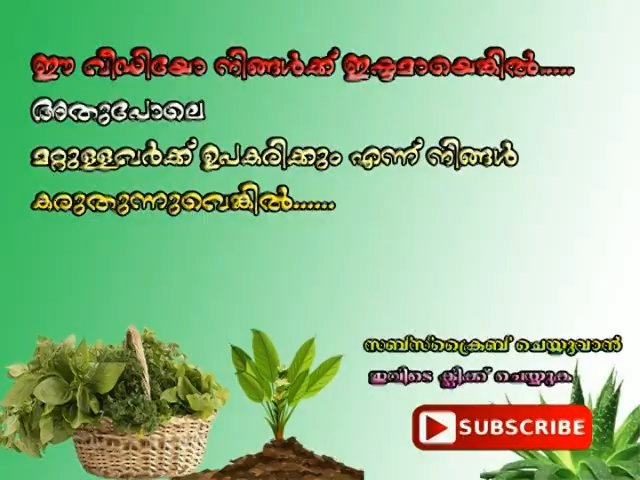 ഈ വീഡിയോ നിങ്ങൾക്ക് ഇഷ്ടമായെങ്കിൽ.....
അതുപോലെ
മറ്റുള്ളവർക്ക് ഉപകരിക്കും എന്ന് നിങ്ങൾ
കരുതുന്നുവെങ്കിൽ......
സബ്സ്ക്രൈബ് ചെയ്യുവാൻ
ഇവിടെ ക്ലിക്ക് ചെയ്യുക
SUBSCRIBE